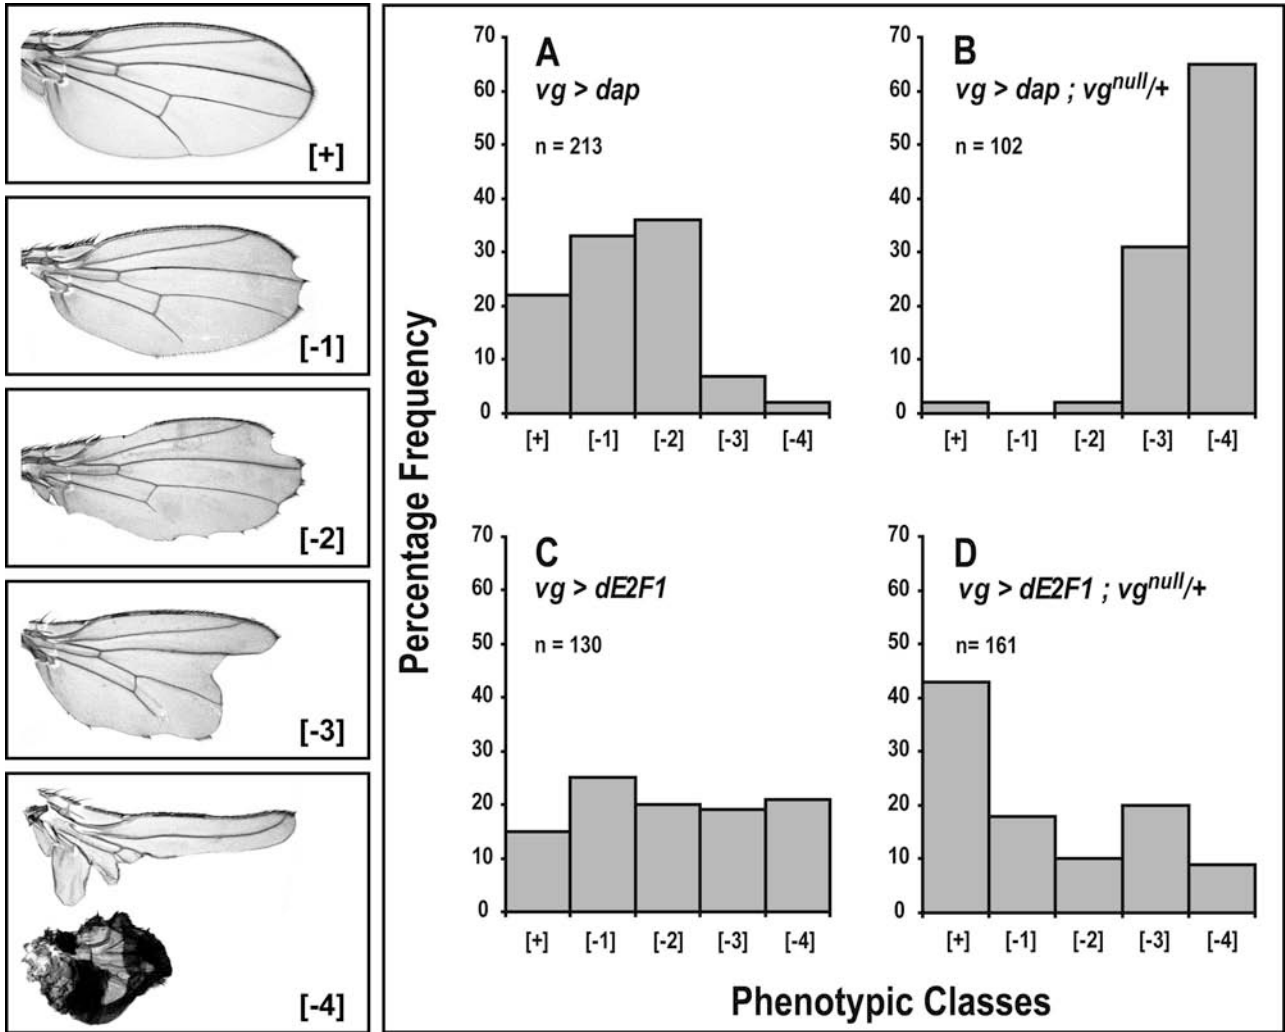 [+]
[-1]
[-2]
[-3]
[-4]
Percentage Frequency
A
vg > dap
n = 213
70
60
50
40
30
20
10
0
[+] [-1] [-2] [-3] [-4]
B
vg > dap ; vgnull/+
n = 102
70
60
50
40
30
20
10
0
[+] [-1] [-2] [-3] [-4]
C
vg > dE2F1
n = 130
70
60
50
40
30
20
10
0
[+] [-1] [-2] [-3] [-4]
D
vg > dE2F1 ; vgnull/+
n= 161
70
60
50
40
30
20
10
0
[+] [-1] [-2] [-3] [-4]
Phenotypic Classes